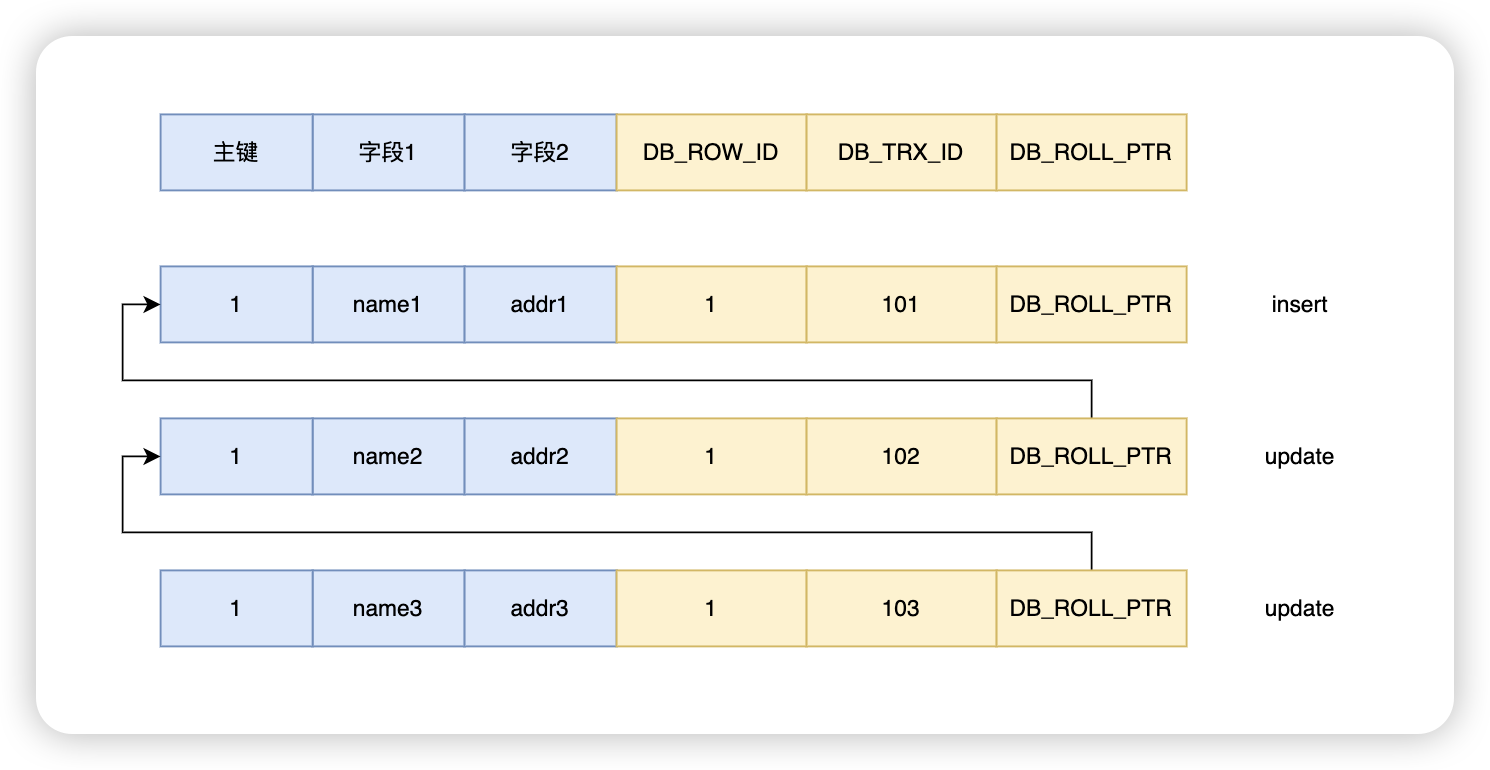 主键 字段1 字段2 DB_ROW_ID DB_TRX_ID DB_ROLL_PTR
1 name1 addr1 1 101 DB_ROLL_PTR insert
1 name2 addr2 1 102 DB_ROLL_PTR update
1 name3 addr3 1 103 DB_ROLL_PTR update